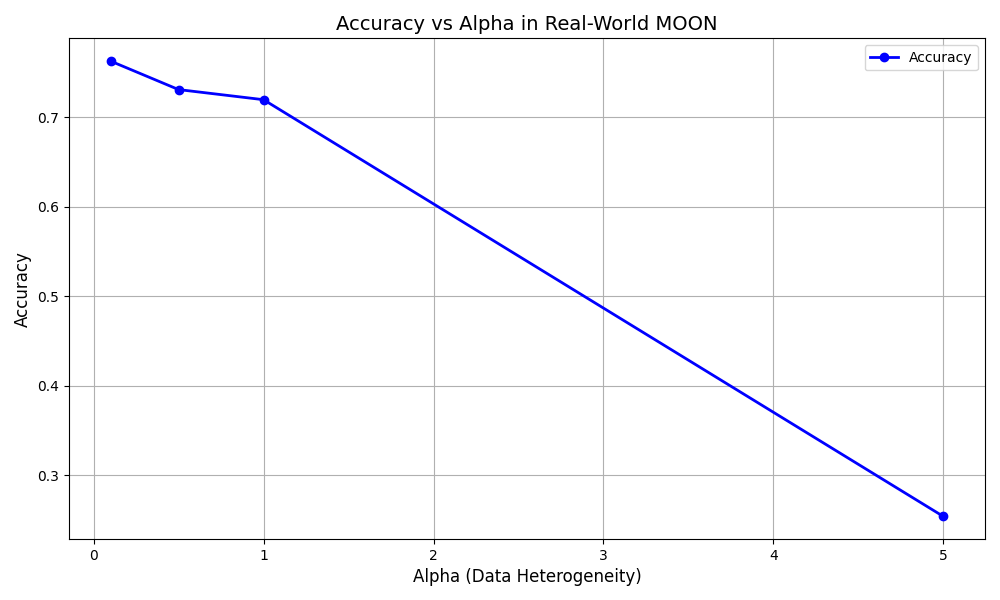 Accuracy vs Alpha in Real-World MOON
Accuracy
0.7
0.6
0.5
0.4
0.3
Accuracy
0 1 2 3 4 5
Alpha (Data Heterogeneity)